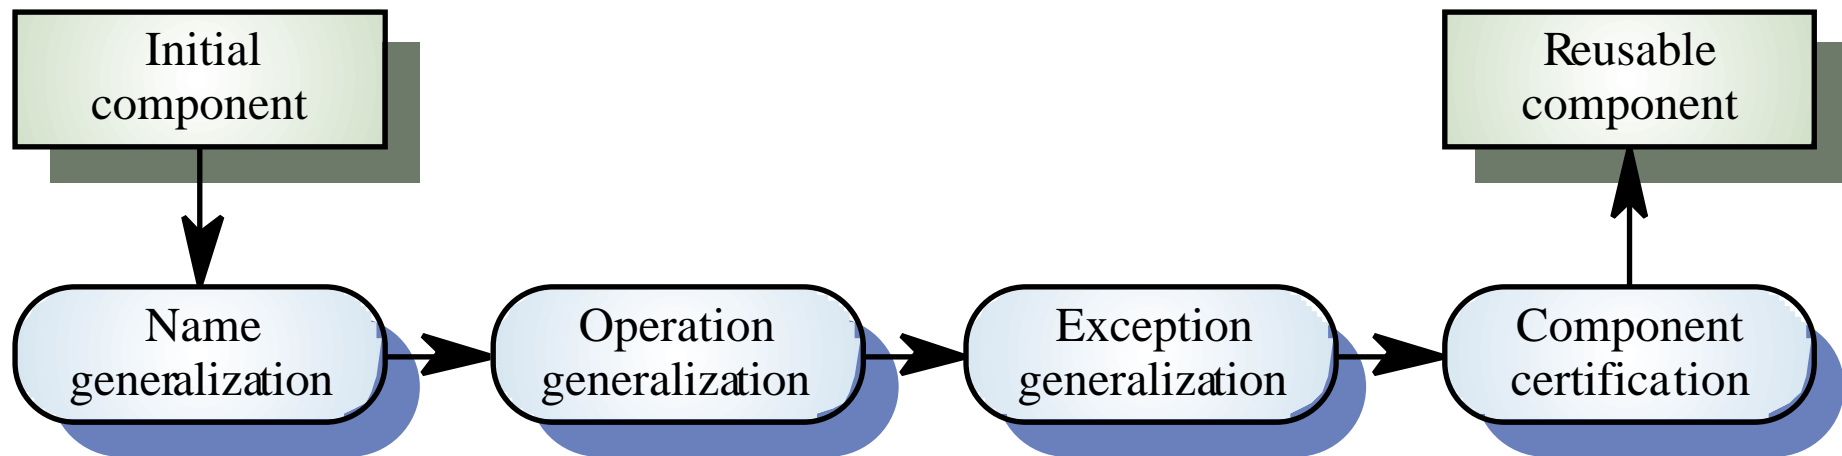 Initial
component
Reusable
component
Name
generalization
Operation
generalization
Exception
generalization
Component
certification